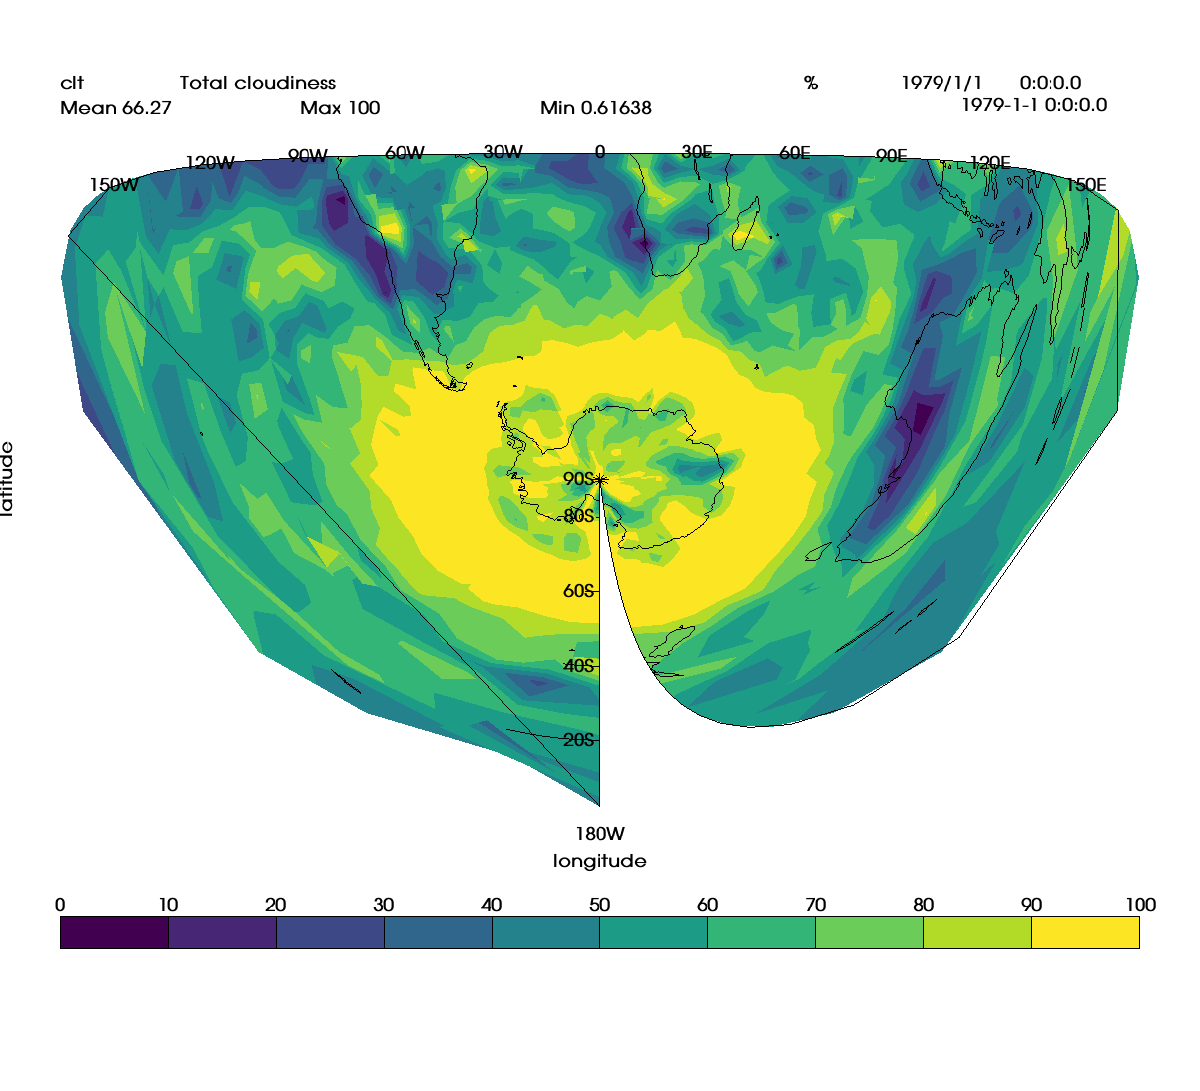 clt Total cloudiness % 1979/1/1 0:0:0.0
Mean 66.27 Max 100 Min 0.61638 1979-1-1 0:0:0.0
150W 120W 90W 60W 30W 0 30E 60E 90E 120E 150E
latitude
90S
80S
60S
40S
20S
180W
longitude
0 10 20 30 40 50 60 70 80 90 100